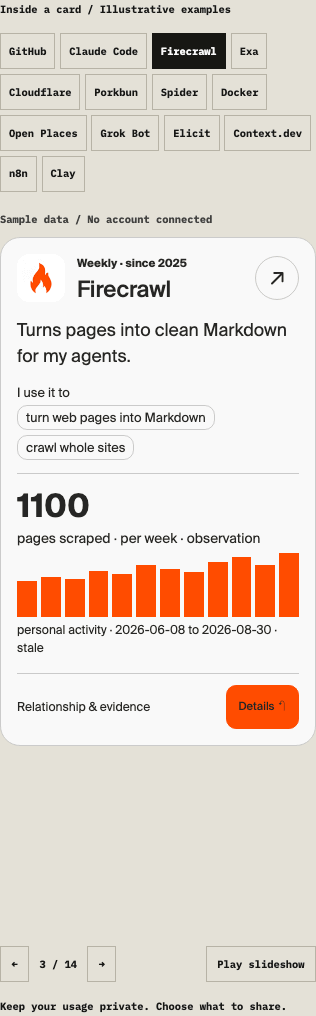 Inside a card / Illustrative examples
GitHub Claude Code Firecrawl Exa
Cloudflare Porkbun Spider Docker
Open Places Grok Bot Elicit Context.dev
n8n Clay
Sample data / No account connected
Weekly · since 2025
Firecrawl
Turns pages into clean Markdown
for my agents.
I use it to
turn web pages into Markdown
crawl whole sites
1100
pages scraped · per week · observation
personal activity · 2026-06-08 to 2026-08-30 ·
stale
Relationship & evidence
Details
← 3 / 14 → Play slideshow
Keep your usage private. Choose what to share.